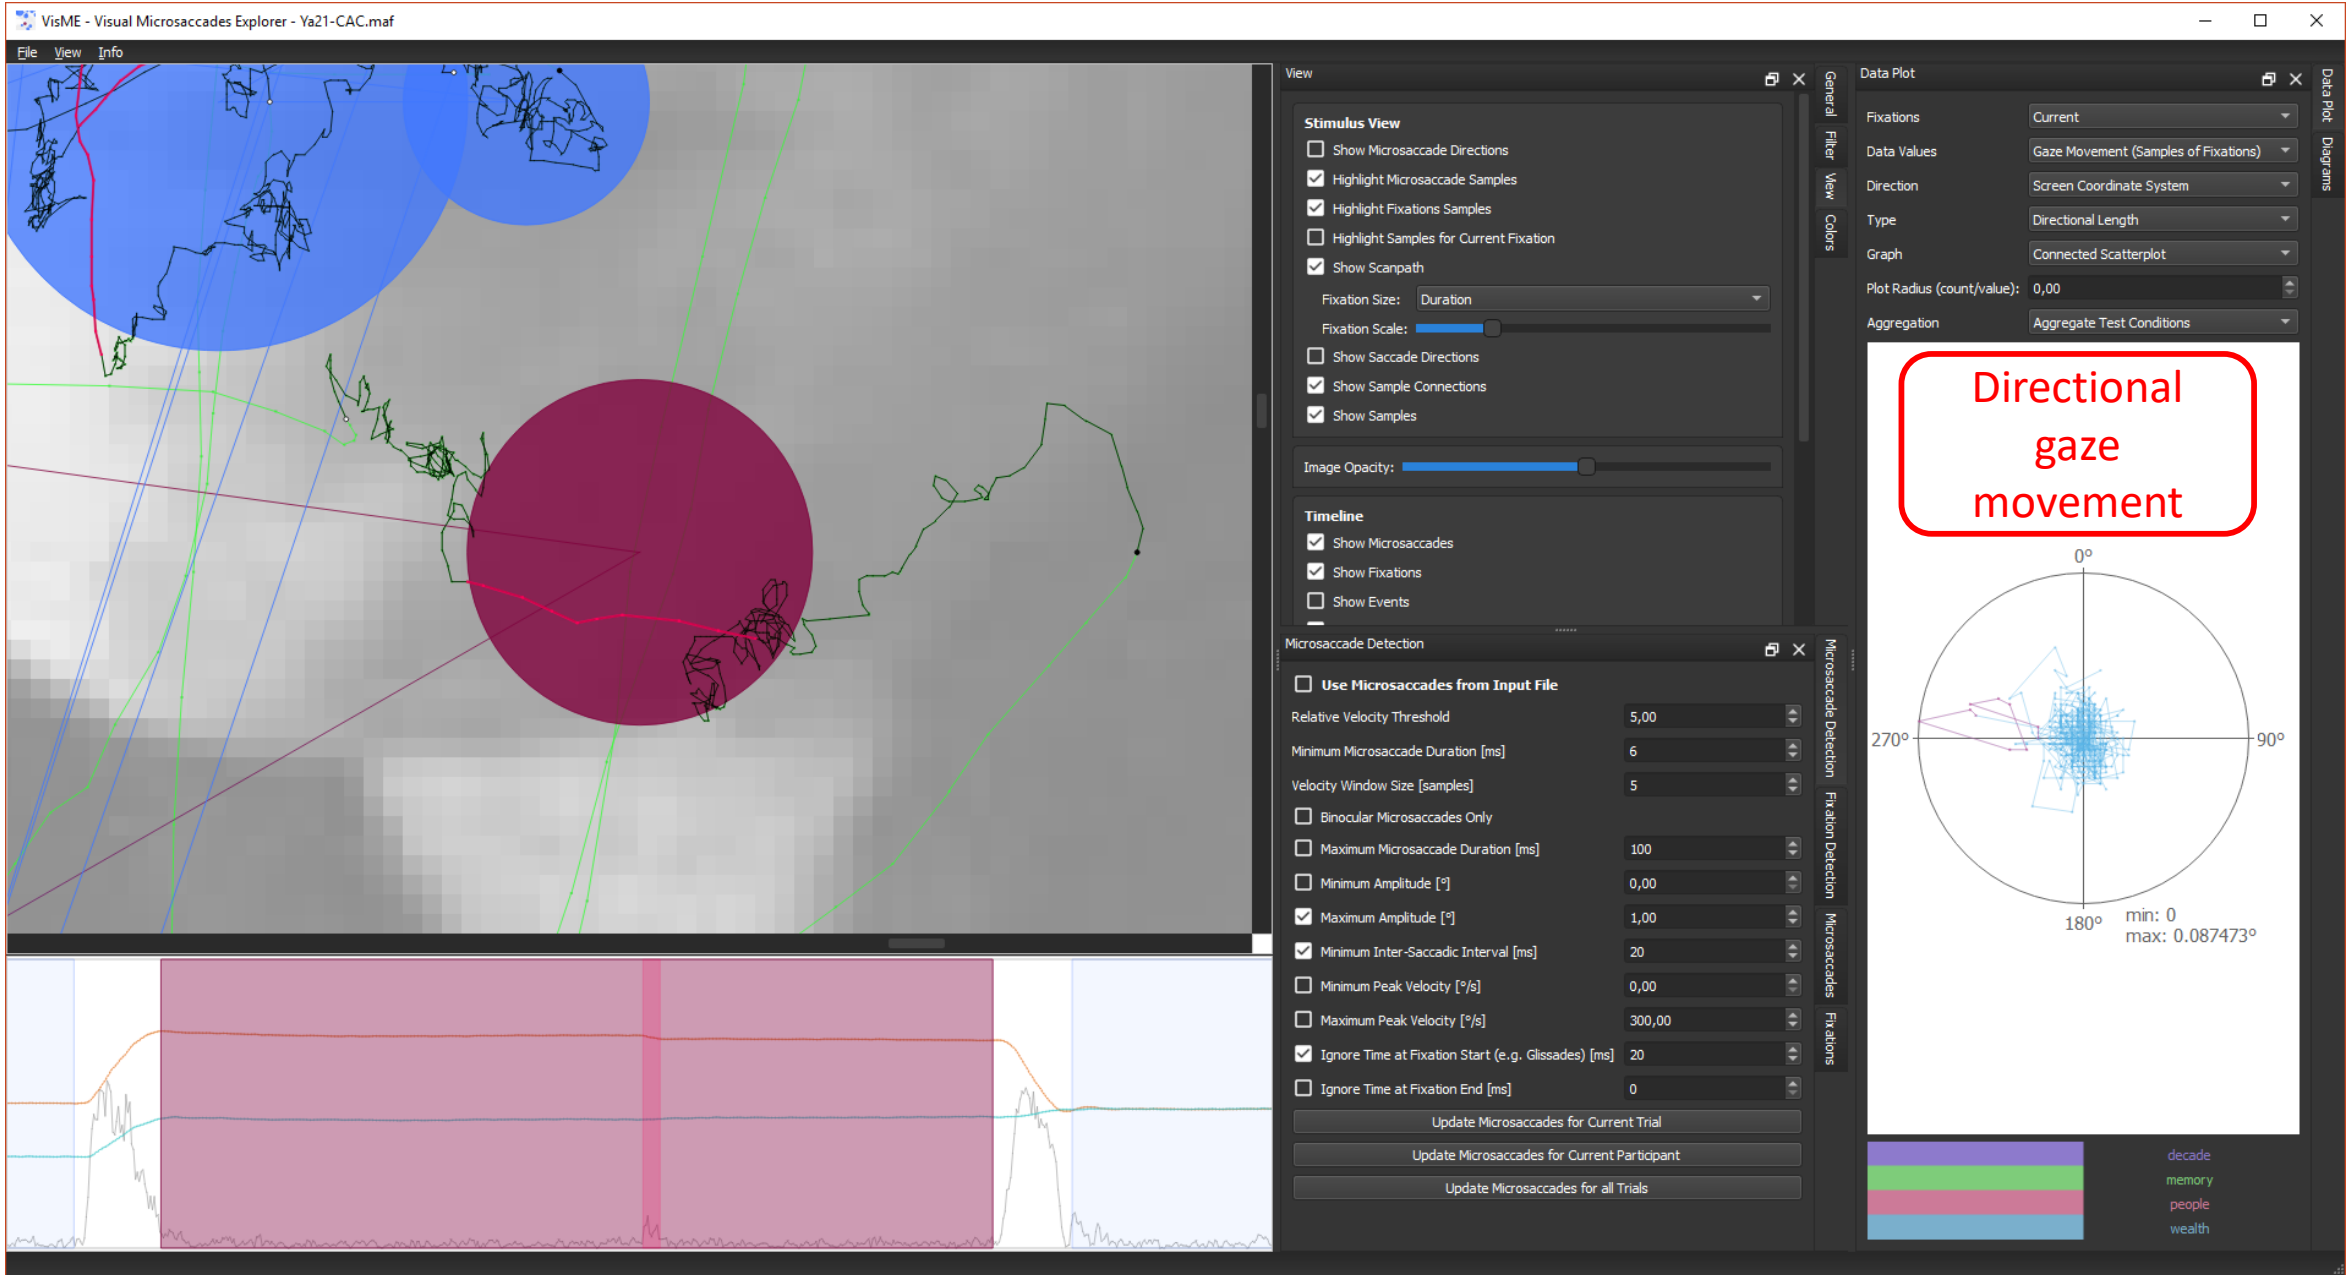 VisME - Visual Microsaccades Explorer - Ya21-CAC.maf
File View Info
View
Stimulus View
Show Microsaccade Directions
Highlight Microsaccade Samples
Highlight Fixations Samples
Highlight Samples for Current Fixation
Show Scanpath
Fixation Size: Duration
Fixation Scale:
Show Saccade Directions
Show Sample Connections
Show Samples
Image Opacity:
Timeline
Show Microsaccades
Show Fixations
Show Events
General
Filter
View
Colors
Microsaccade Detection
Use Microsaccades from Input File
Relative Velocity Threshold 5,00
Minimum Microsaccade Duration [ms] 6
Velocity Window Size [samples] 5
Binocular Microsaccades Only
Maximum Microsaccade Duration [ms] 100
Minimum Amplitude [º] 0,00
Maximum Amplitude [º] 1,00
Minimum Inter-Saccadic Interval [ms] 20
Minimum Peak Velocity [º/s] 0,00
Maximum Peak Velocity [º/s] 300,00
Ignore Time at Fixation Start (e.g. Glissades) [ms] 20
Ignore Time at Fixation End [ms] 0
Update Microsaccades for Current Trial
Update Microsaccades for Current Participant
Update Microsaccades for all Trials
Microsaccade Detection
Fixation Detection
Microsaccades
Fixations
Data Plot
Fixations Current
Data Values Gaze Movement (Samples of Fixations)
Direction Screen Coordinate System
Type Directional Length
Graph Connected Scatterplot
Plot Radius (count/value): 0,00
Aggregation Aggregate Test Conditions
Directional
gaze
movement
0º
270º
90º
180º
min: 0
max: 0.087473º
decade
memory
people
wealth
Data Plot
Diagrams